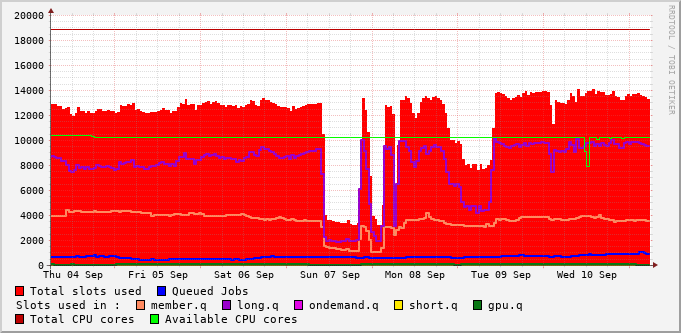 20000
18000
16000
14000
12000
10000
8000
6000
4000
2000
0
Thu 04 Sep Fri 05 Sep Sat 06 Sep Sun 07 Sep Mon 08 Sep Tue 09 Sep Wed 10 Sep
Total slots used Queued Jobs
Slots used in : member.q long.q ondemand.q short.q gpu.q
Total CPU cores Available CPU cores
RRDTOOL / TOBI OETIKER